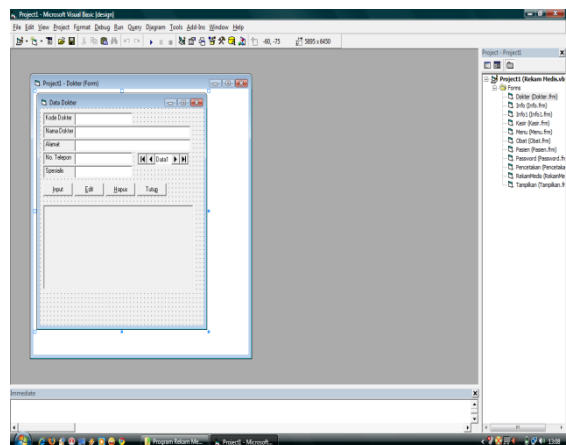 Project1 - Microsoft Visual Basic [design]
File Edit View Project Format Debug Run Query Diagram Tools Add-Ins Window Help
-60, -75 5895 x 6450
Project - Project1
Project1 (Rekam Medis.vb
Forms
Dokter (Dokter.frm)
Info (Info.frm)
Info1 (Info1.frm)
Kasir (Kasir.frm)
Menu (Menu.frm)
Obat (Obat.frm)
Pasien (Pasien.frm)
Password (Password.fr
Pencetakan (Pencetaka
RekamMedis (RekamMe
Tampilkan (Tampilkan.fr
Project1 - Dokter (Form)
Data Dokter
Kode Dokter
Nama Dokter
Alamat
No. Telepon
Data1
Spesialis
Input Edit Hapus Tutup
Immediate
Program Rekam Me...
Project1 - Microsoft...
13:08